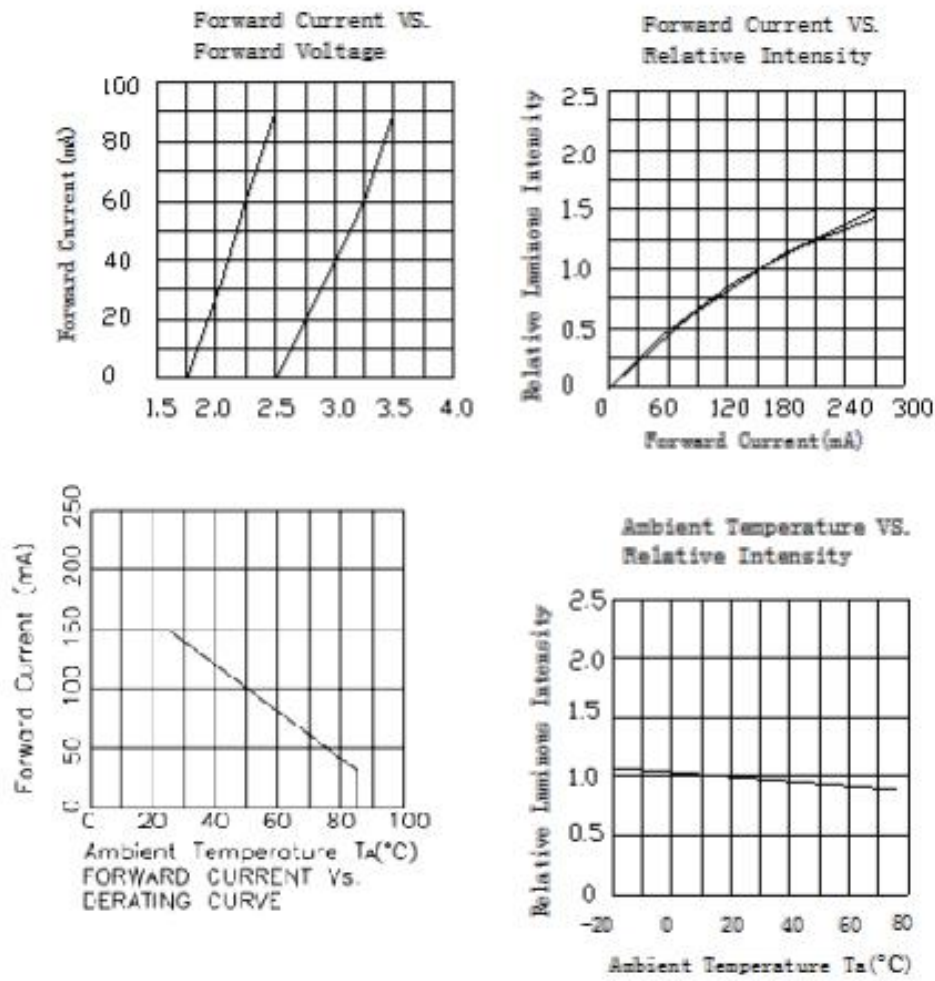 Forward Current VS.
Forward Voltage
Forward Current(mA)
100
80
60
40
20
0
1.5 2.0 2.5 3.0 3.5 4.0
Forward Current VS.
Relative Intensity
Relative Luminous Intensity
2.5
2.0
1.5
1.0
0.5
0
0 60 120 180 240 300
Forward Current(mA)
Forward Current (mA)
250
200
150
100
50
0
0 20 40 60 80 100
Ambient Temperature TA(°C)
FORWARD CURRENT Vs.
DERATING CURVE
Ambient Temperature VS.
Relative Intensity
Relative Luminous Intensity
2.5
2.0
1.5
1.0
0.5
0
-20 0 20 40 60 80
Ambient Temperature Ta(°C)